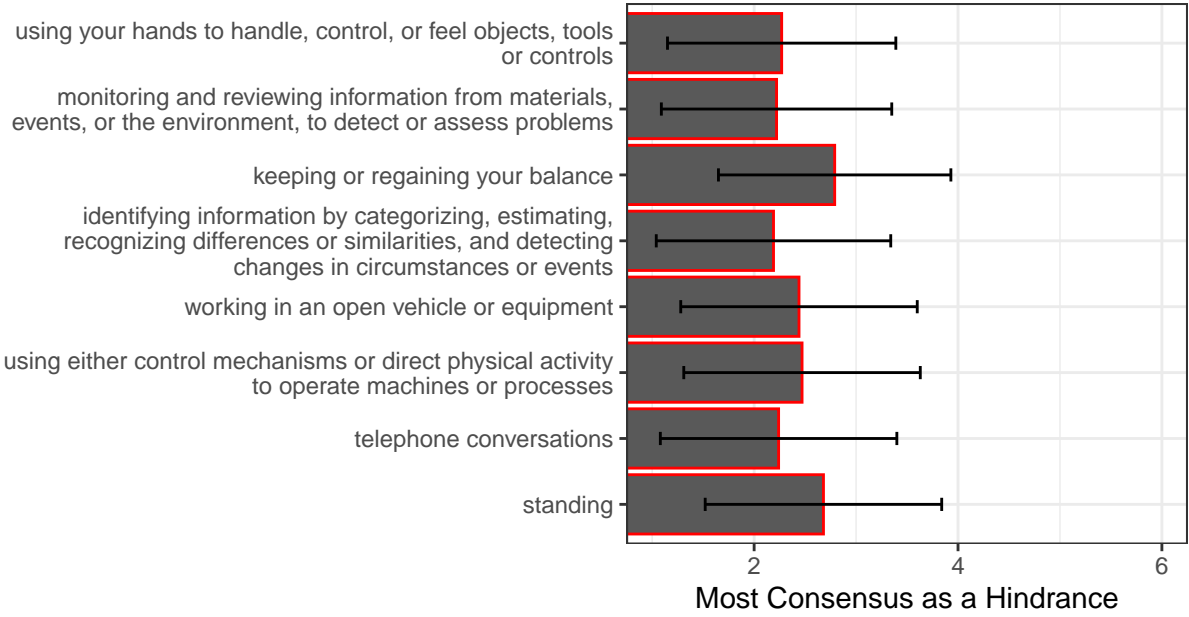 using your hands to handle, control, or feel objects, tools
or controls
monitoring and reviewing information from materials,
events, or the environment, to detect or assess problems
keeping or regaining your balance
identifying information by categorizing, estimating,
recognizing differences or similarities, and detecting
changes in circumstances or events
working in an open vehicle or equipment
using either control mechanisms or direct physical activity
to operate machines or processes
telephone conversations
standing
2 4 6
Most Consensus as a Hindrance